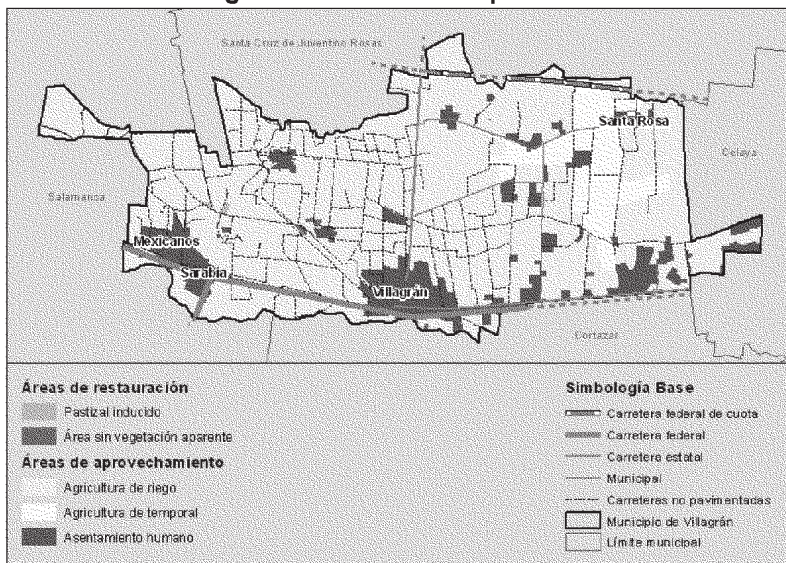 Santa Cruz de Juventino Rosas
Santa Rosa
Celaya
Salamanca
Mexicanos
Sarabia
Villagrán
Cortazar
Áreas de restauración
Pastizal inducido
Área sin vegetación aparente
Áreas de aprovechamiento
Agricultura de riego
Agricultura de temporal
Asentamiento humano
Simbología Base
Carretera federal de cuota
Carretera federal
Carretera estatal
Municipal
Carreteras no pavimentadas
Municipio de Villagrán
Límite municipal